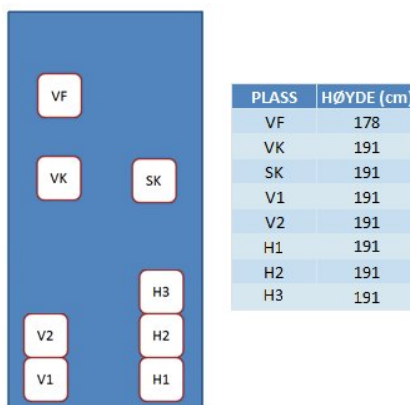 VF
VK SK
H3
V2 H2
V1 H1
PLASS HØYDE (cm)
VF 178
VK 191
SK 191
V1 191
V2 191
H1 191
H2 191
H3 191